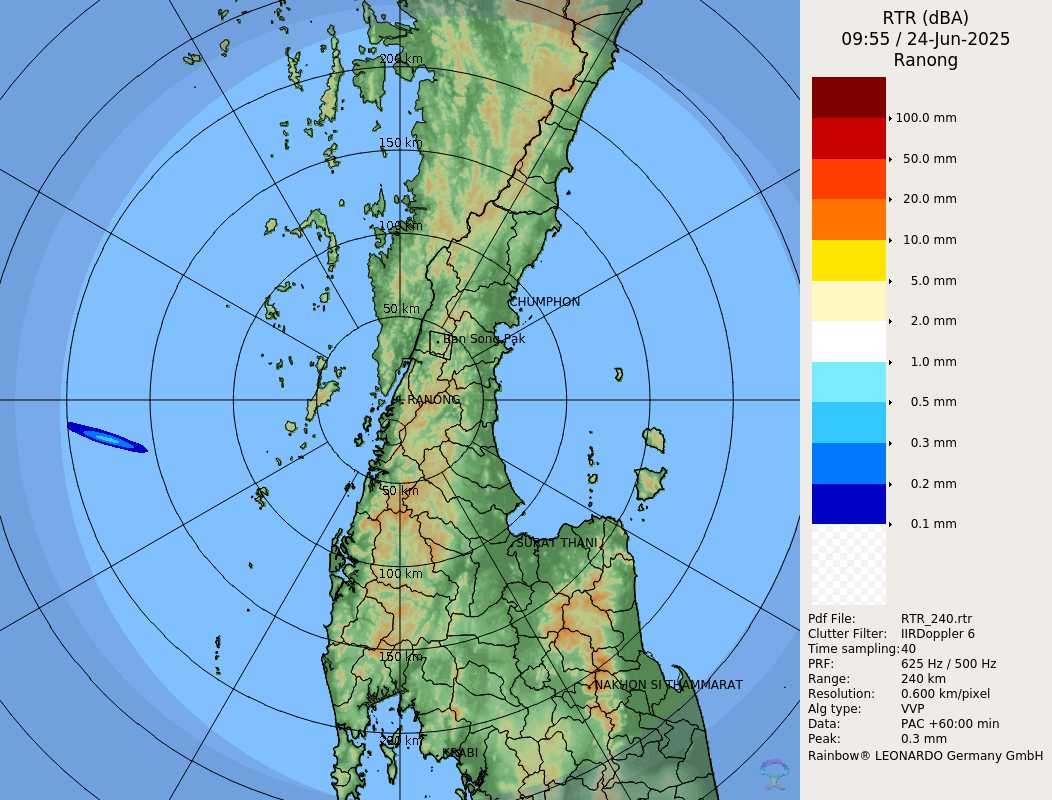 RTR (dBA)
09:55 / 24-Jun-2025
Ranong
100.0 mm
50.0 mm
20.0 mm
10.0 mm
5.0 mm
2.0 mm
1.0 mm
0.5 mm
0.3 mm
0.2 mm
0.1 mm
Pdf File: RTR_240.rtr
Clutter Filter: IIRDoppler 6
Time sampling:40
PRF: 625 Hz / 500 Hz
Range: 240 km
Resolution: 0.600 km/pixel
Alg type: VVP
Data: PAC +60:00 min
Peak: 0.3 mm
Rainbow® LEONARDO Germany GmbH
200 km
150 km
100 km
CHUMPHON
50 km
Ban Song Pak
RANONG
50 km
SURAT THANI
100 km
150 km
NAKHON SI THAMMARAT
200 km
KRABI